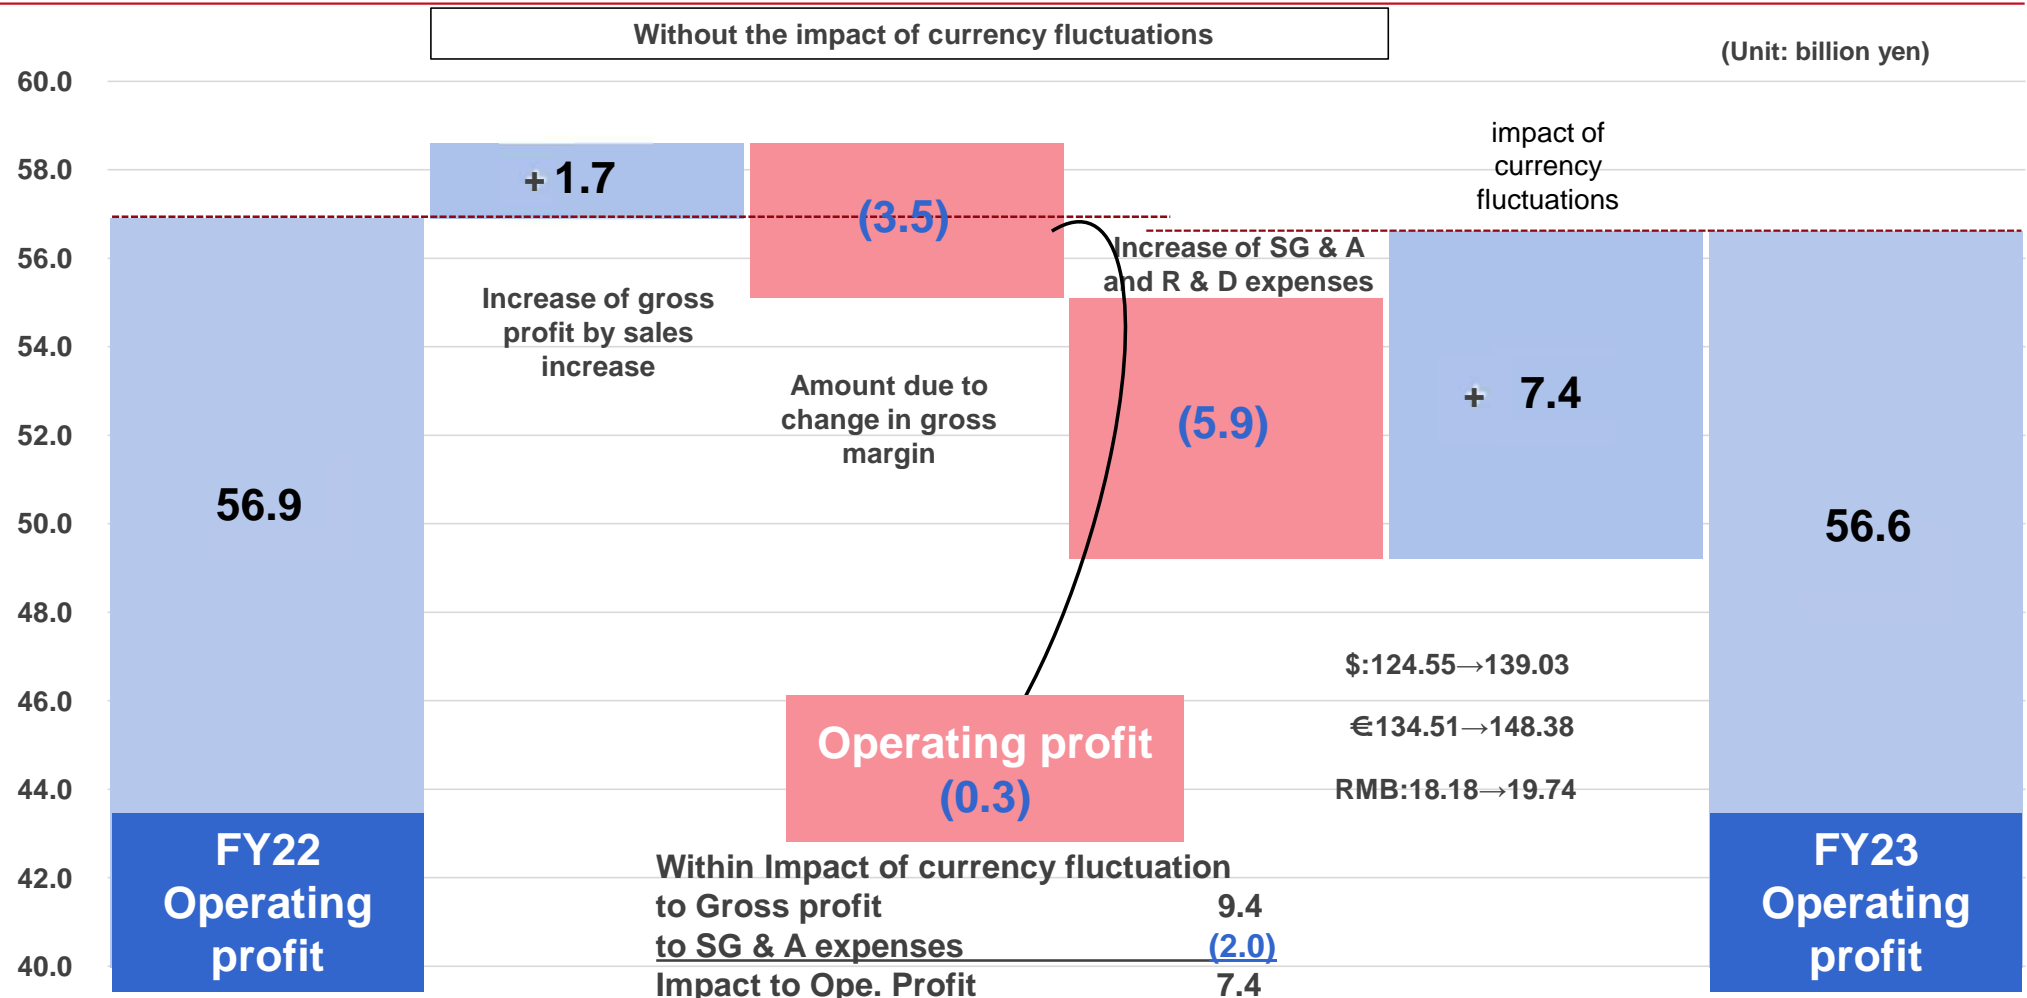 Without the impact of currency fluctuations
(Unit: billion yen)
60.0
58.0
56.0
54.0
52.0
50.0
48.0
46.0
44.0
42.0
40.0
56.9
FY22
Operating
profit
+ 1.7
Increase of gross
profit by sales
increase
(3.5)
Amount due to
change in gross
margin
Increase of SG & A
and R & D expenses
(5.9)
impact of
currency
fluctuations
+ 7.4
$:124.55→139.03
€134.51→148.38
RMB:18.18→19.74
56.6
FY23
Operating
profit
Operating profit
(0.3)
Within Impact of currency fluctuation
to Gross profit 9.4
to SG & A expenses (2.0)
Impact to Ope. Profit 7.4